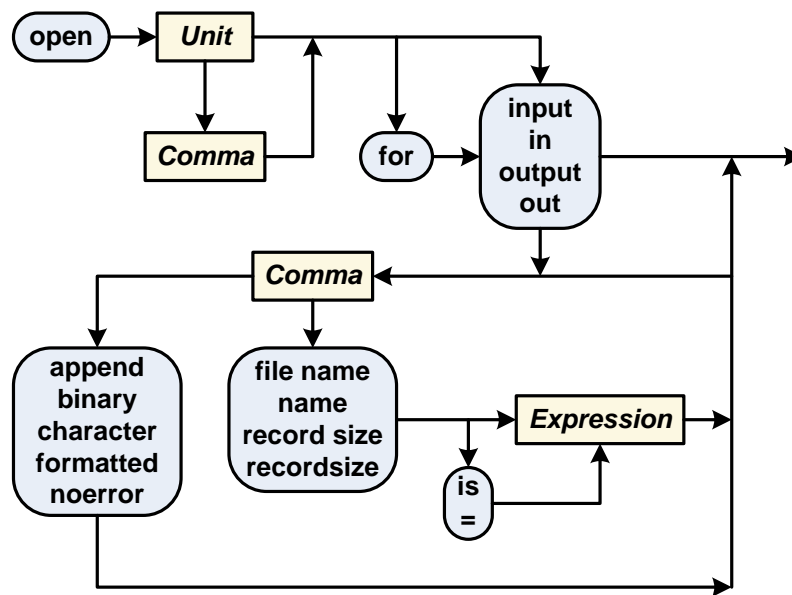 open
Unit
Comma
for
input
in
output
out
Comma
append
binary
character
formatted
noerror
file name
name
record size
recordsize
Expression
is
=